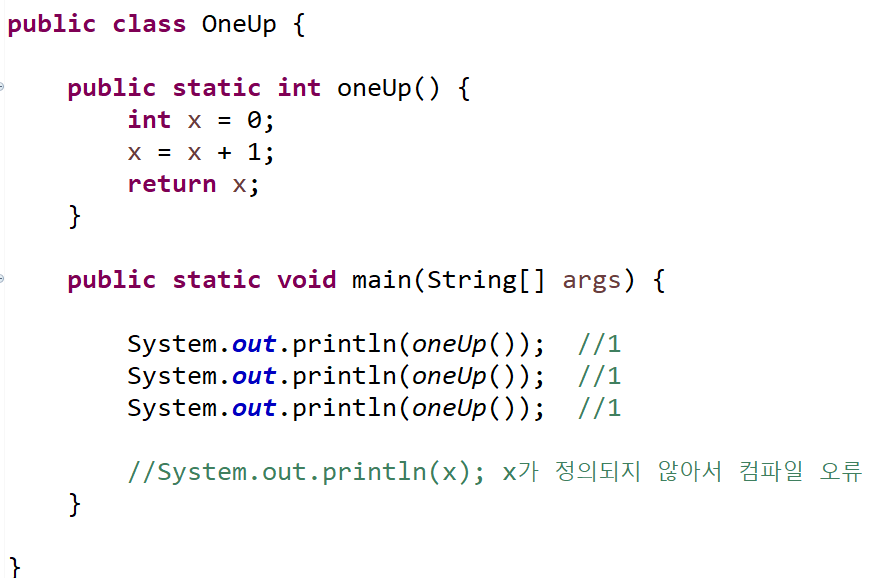 public class OneUp {
public static int oneUp() {
int x = 0;
x = x + 1;
return x;
}
public static void main(String[] args) {
System.out.println(oneUp());  //1
System.out.println(oneUp());  //1
System.out.println(oneUp());  //1
//System.out.println(x); x가 정의되지 않아서 컴파일 오류
}
}